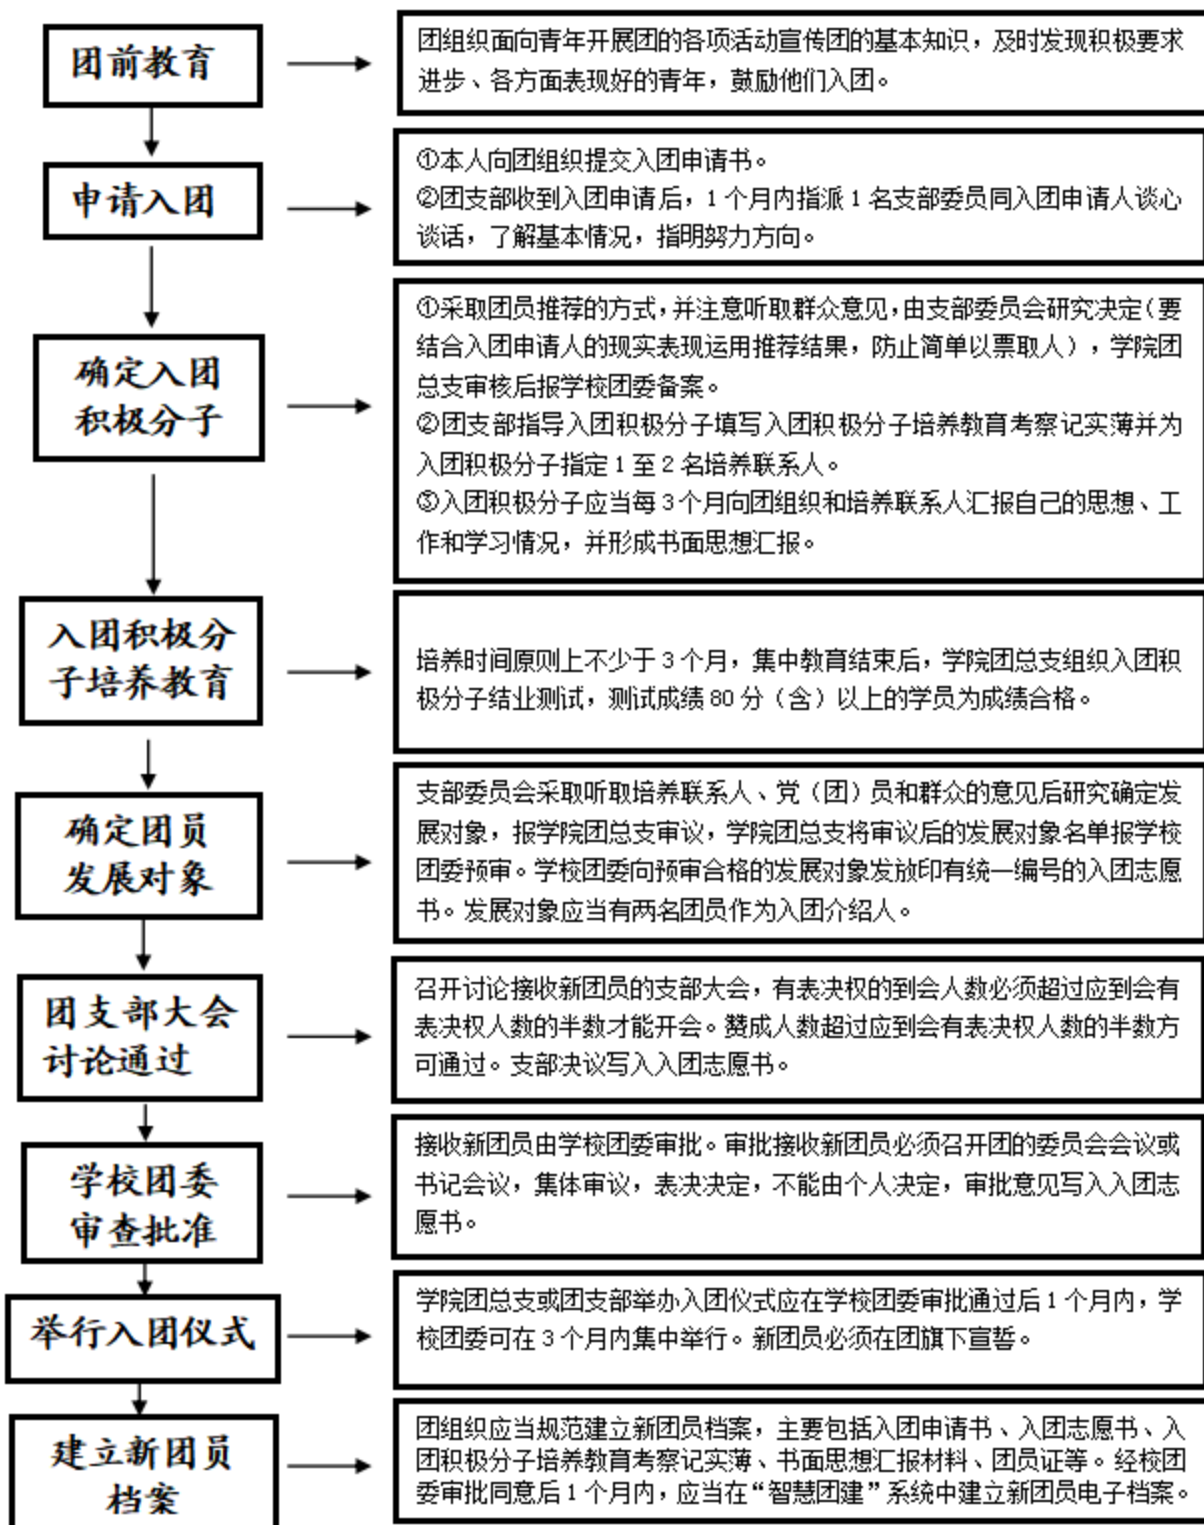 团前教育
团组织面向青年开展团的各项活动宣传团的基本知识，及时发现积极要求
进步、各方面表现好的青年，鼓励他们入团。
申请入团
①本人向团组织提交入团申请书。
②团支部收到入团申请后，1个月内指派1名支部委员同入团申请人谈心
谈话，了解基本情况，指明努力方向。
确定入团
积极分子
①采取团员推荐的方式，并注意听取群众意见，由支部委员会研究决定（要
结合入团申请人的现实表现运用推荐结果，防止简单以票取人），学院团
总支审核后报学校团委备案。
②团支部指导入团积极分子填写入团积极分子培养教育考察记实薄并为
入团积极分子指定1至2名培养联系人。
③入团积极分子应当每3个月向团组织和培养联系人汇报自己的思想、工
作和学习情况，并形成书面思想汇报。
入团积极分
子培养教育
培养时间原则上不少于3个月，集中教育结束后，学院团总支组织入团积
极分子结业测试，测试成绩80分（含）以上的学员为成绩合格。
确定团员
发展对象
支部委员会采取听取培养联系人、党（团）员和群众的意见后研究确定发
展对象，报学院团总支审议，学院团总支将审议后的发展对象名单报学校
团委预审。学校团委向预审合格的发展对象发放印有统一编号的入团志愿
书。发展对象应当有两名团员作为入团介绍人。
团支部大会
讨论通过
召开讨论接收新团员的支部大会，有表决权的到会人数必须超过应到会有
表决权人数的半数才能开会。赞成人数超过应到会有表决权人数的半数方
可通过。支部决议写入入团志愿书。
学校团委
审查批准
接收新团员由学校团委审批。审批接收新团员必须召开团的委员会会议或
书记会议，集体审议，表决决定，不能由个人决定，审批意见写入入团志
愿书。
举行入团仪式
学院团总支或团支部举办入团仪式应在学校团委审批通过后1个月内，学
校团委可在3个月内集中举行。新团员必须在团旗下宣誓。
建立新团员
档案
团组织应当规范建立新团员档案，主要包括入团申请书、入团志愿书、入
团积极分子培养教育考察记实薄、书面思想汇报材料、团员证等。经校团
委审批同意后1个月内，应当在“智慧团建”系统中建立新团员电子档案。